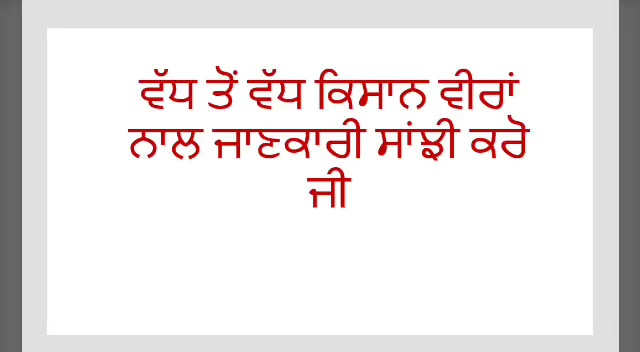 ਵੱਧ ਤੋਂ ਵੱਧ ਕਿਸਾਨ ਵੀਰਾਂ
ਨਾਲ ਜਾਣਕਾਰੀ ਸਾਂਝੀ ਕਰੋ
ਜੀ